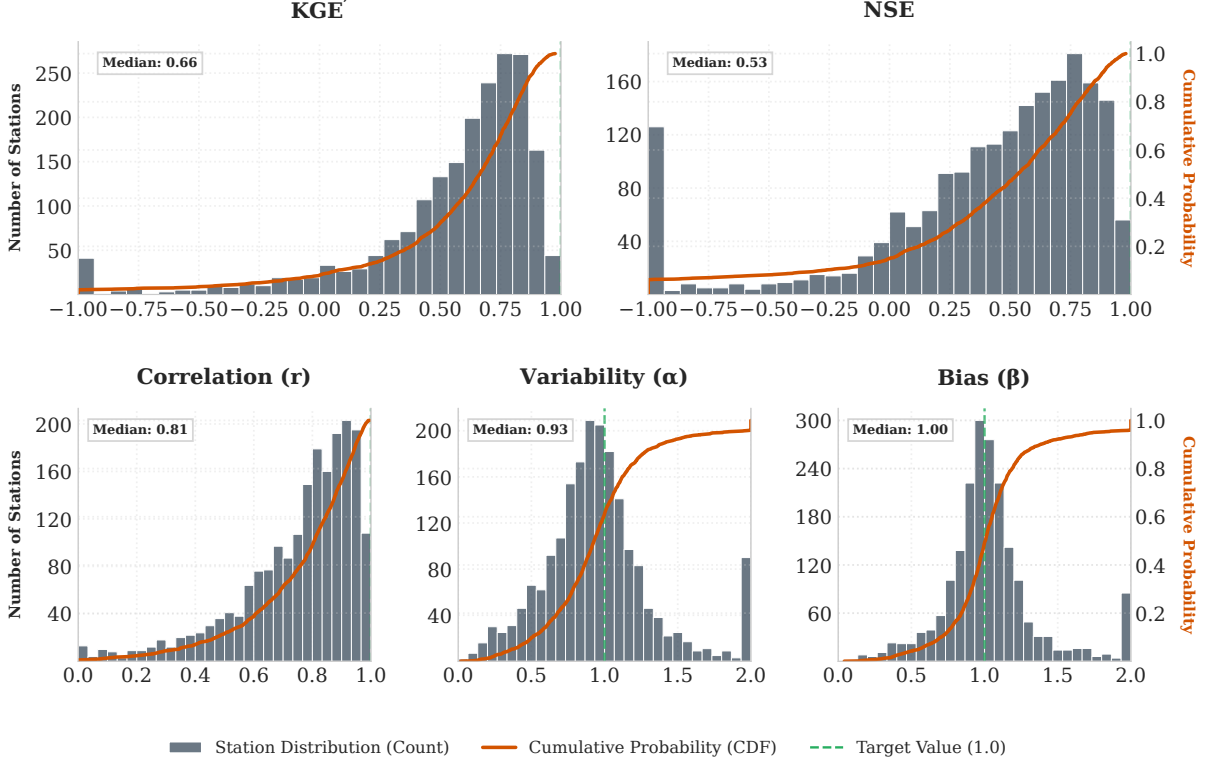 KGE′
NSE
Median: 0.66
Median: 0.53
Number of Stations
250
200
150
100
50
−1.00 −0.75 −0.50 −0.25 0.00 0.25 0.50 0.75 1.00
160
120
80
40
−1.00 −0.75 −0.50 −0.25 0.00 0.25 0.50 0.75 1.00
1.0
0.8
0.6
0.4
0.2
Cumulative Probability
Correlation (r)
Variability (α)
Bias (β)
Median: 0.81
Median: 0.93
Median: 1.00
Number of Stations
200
160
120
80
40
0.0 0.2 0.4 0.6 0.8 1.0
200
160
120
80
40
0.0 0.5 1.0 1.5 2.0
300
240
180
120
60
0.0 0.5 1.0 1.5 2.0
1.0
0.8
0.6
0.4
0.2
0.0
Cumulative Probability
Station Distribution (Count)
Cumulative Probability (CDF)
Target Value (1.0)